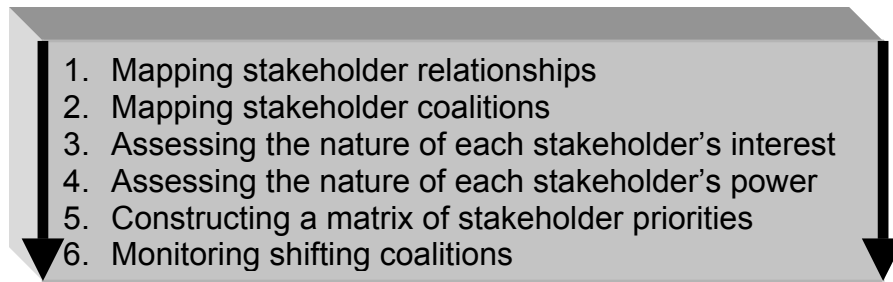 1. Mapping stakeholder relationships
2. Mapping stakeholder coalitions
3. Assessing the nature of each stakeholder’s interest
4. Assessing the nature of each stakeholder’s power
5. Constructing a matrix of stakeholder priorities
6. Monitoring shifting coalitions